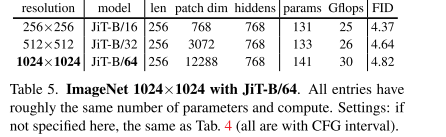 resolution model len patch dim hiddens params Gflops FID
256×256 JiT-B/16 256 768 768 131 25 4.37
512×512 JiT-B/32 256 3072 768 133 26 4.64
1024×1024 JiT-B/64 256 12288 768 141 30 4.82
Table 5. ImageNet 1024×1024 with JiT-B/64. All entries have
roughly the same number of parameters and compute. Settings: if
not specified here, the same as Tab. 4 (all are with CFG interval).